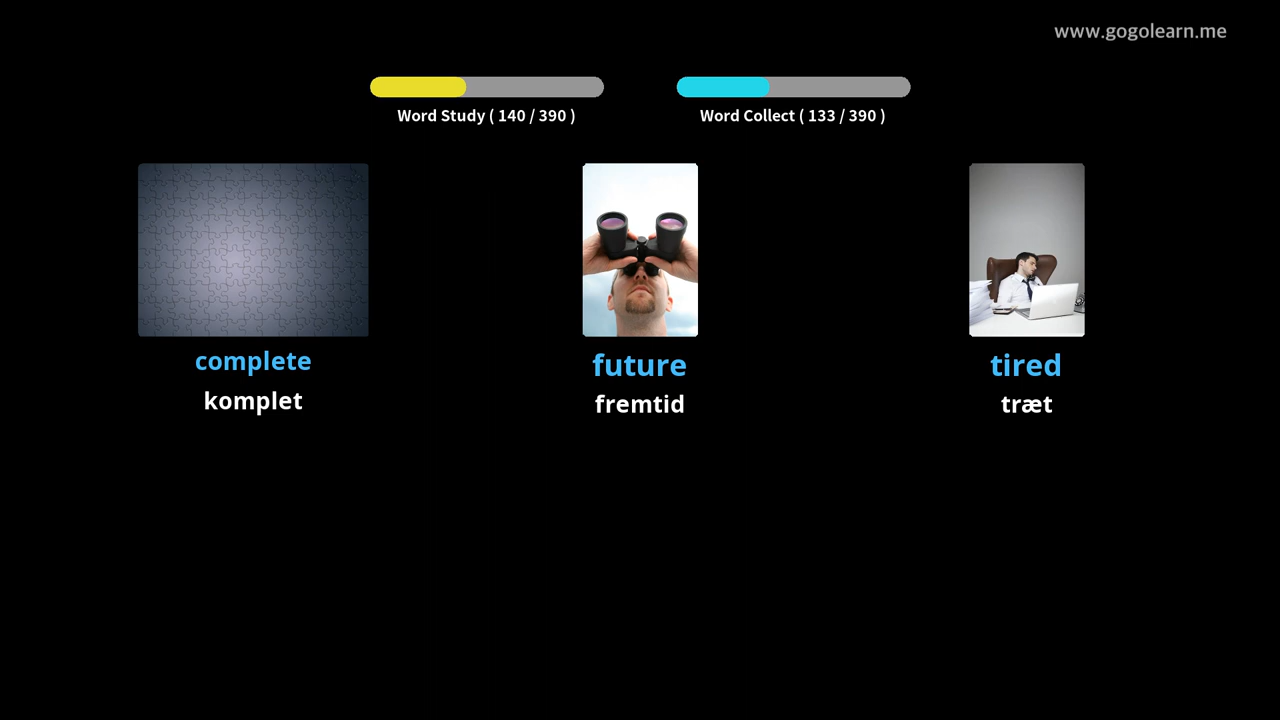 www.gogolearn.me
Word Study ( 140 / 390 )
Word Collect ( 133 / 390 )
complete
future
tired
komplet
fremtid
træt